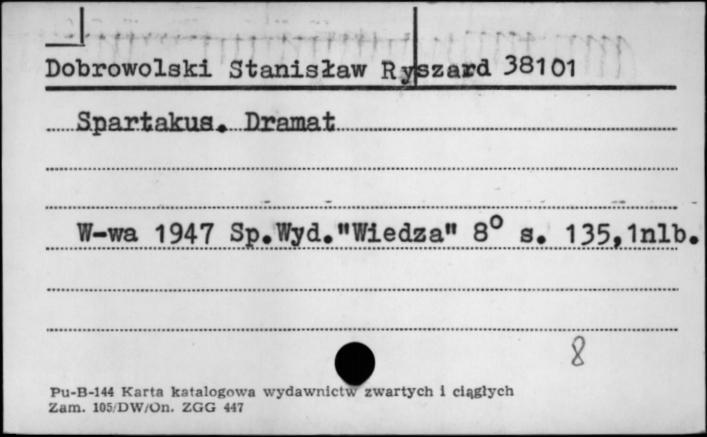 Dobrowolski Stanisław Ryszard 38101
Spartakus. Dramat
W-wa 1947 Sp.Wyd."Wiedza" 8° s. 135,1nlb.
8
Pu-B-144 Karta katalogowa wydawnictw zwartych i ciągłych
Zam. 105/DW/On. ZGG 447